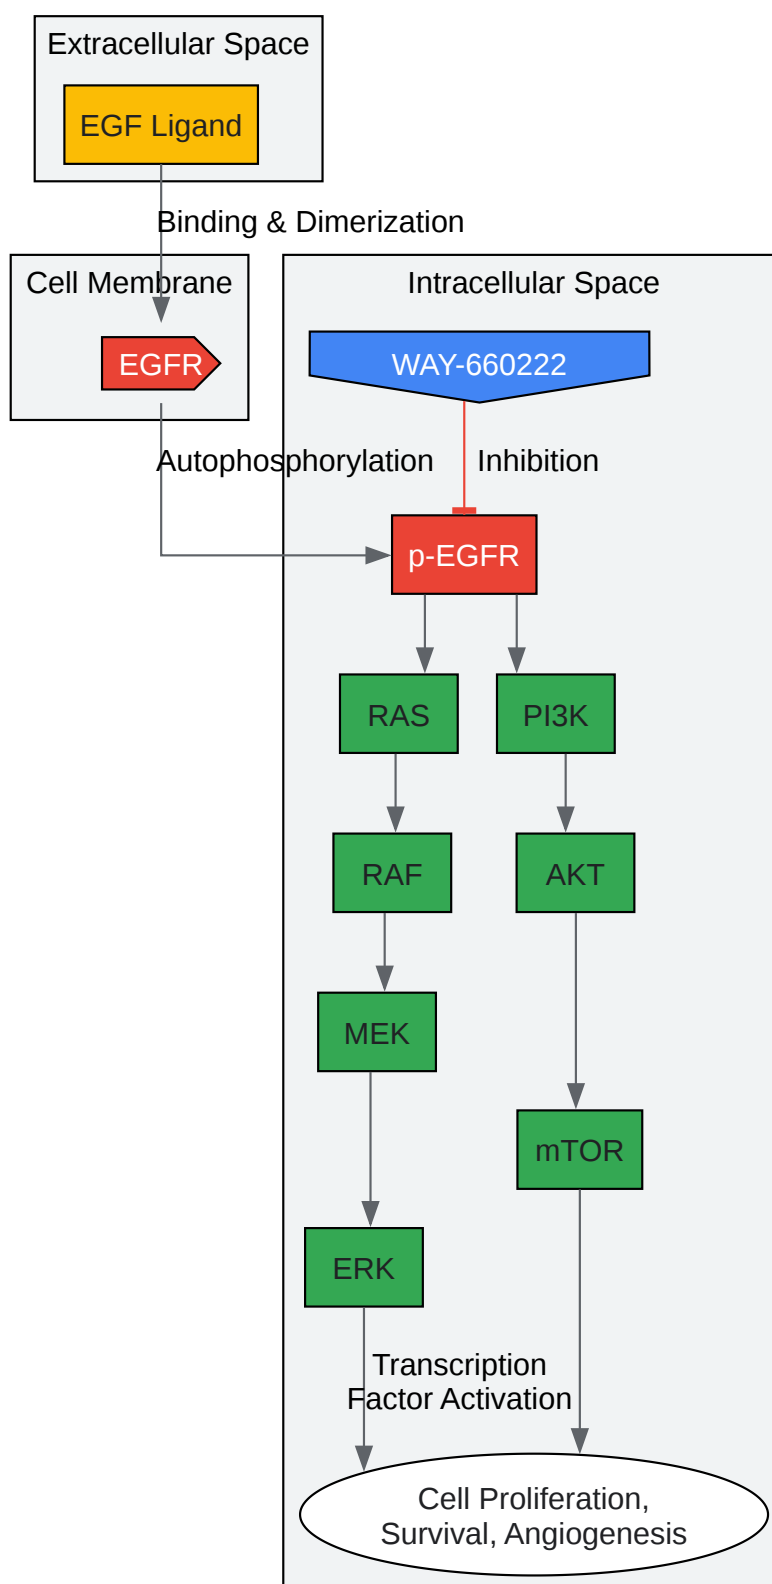 Extracellular Space
EGF Ligand
Binding & Dimerization
Cell Membrane
Intracellular Space
EGFR
WAY-660222
Autophosphorylation
Inhibition
p-EGFR
RAS
PI3K
RAF
AKT
MEK
mTOR
ERK
Transcription
Factor Activation
Cell Proliferation,
Survival, Angiogenesis